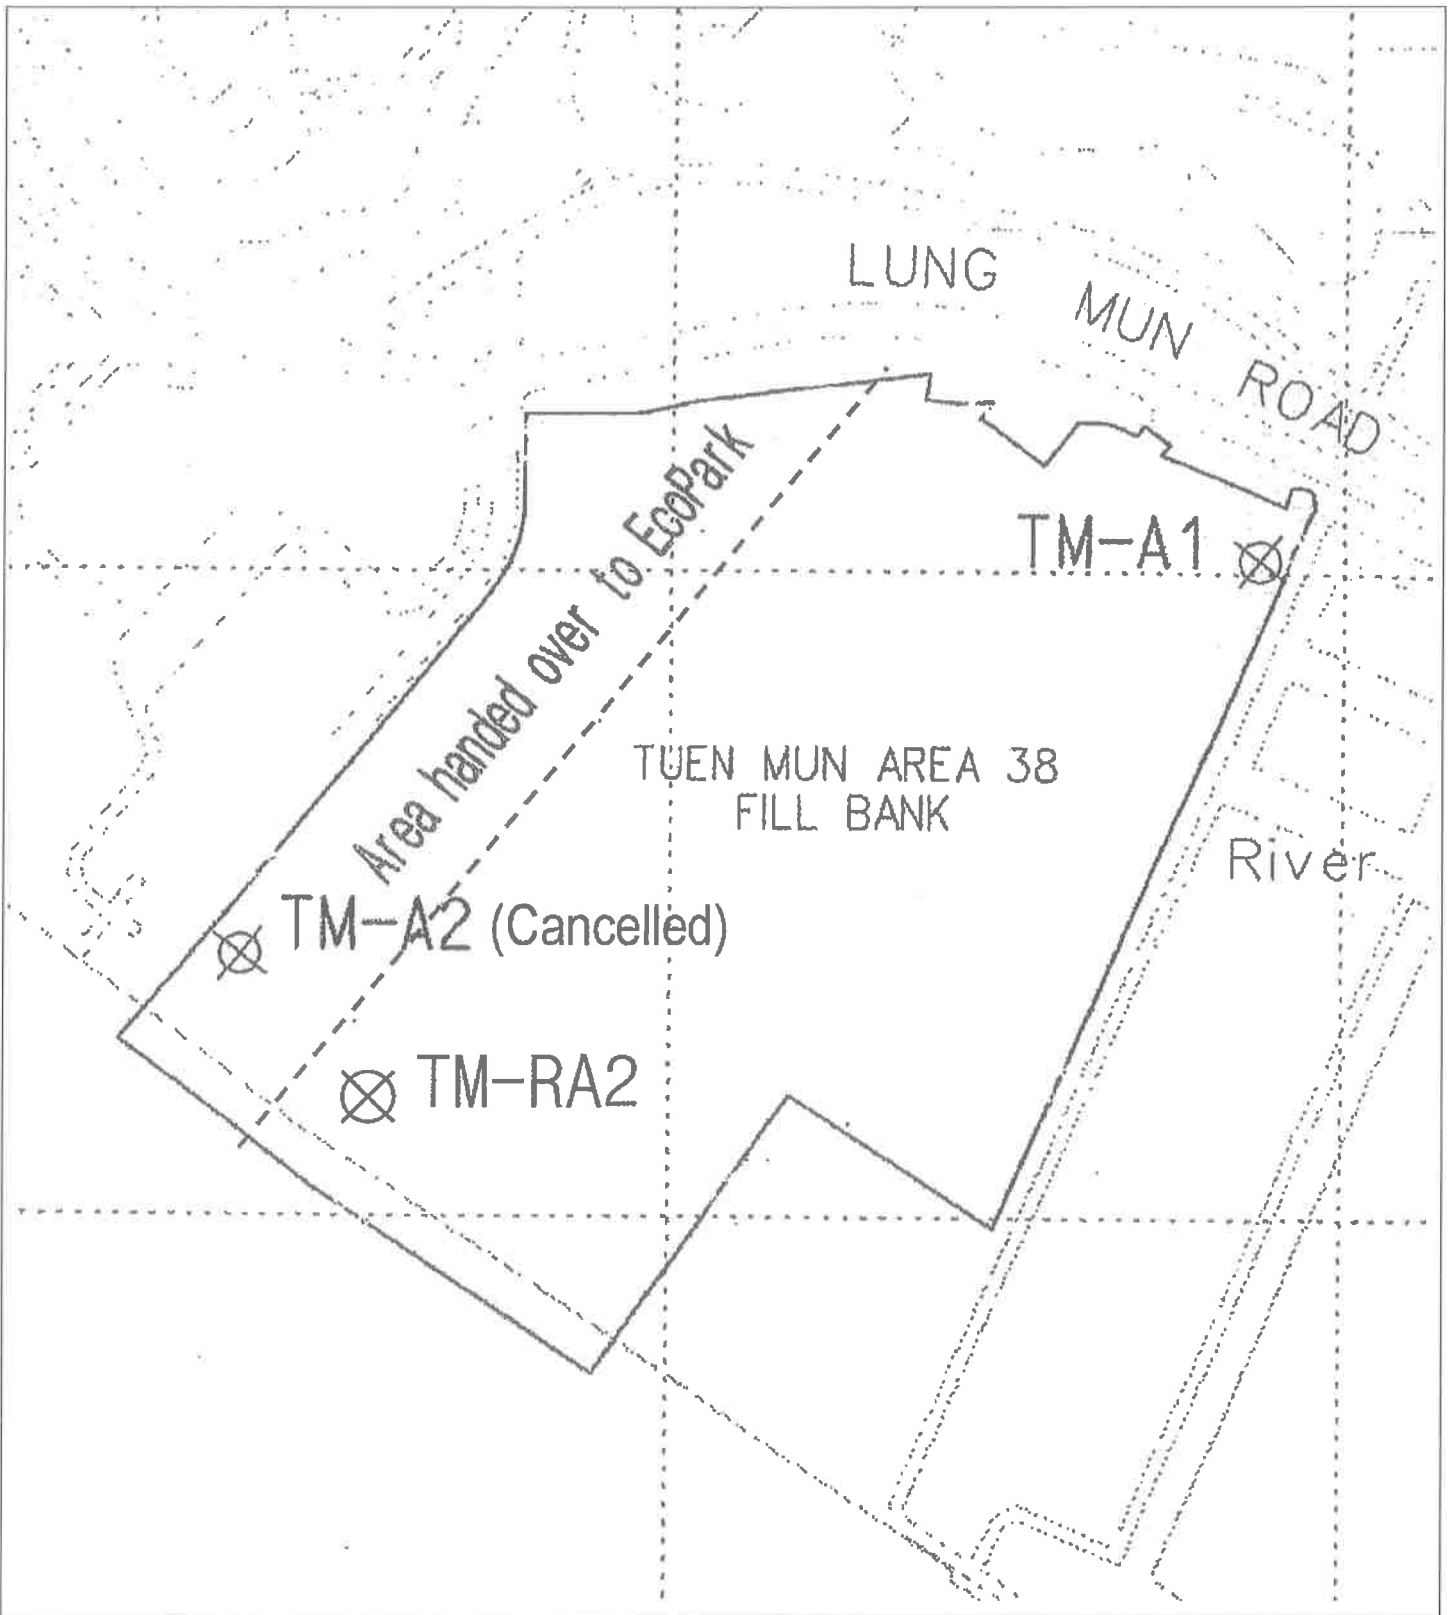 LUNG
MUN
ROAD
TM-A1
Area handed over to EcoPark
TUEN MUN AREA 38
FILL BANK
River
TM-A2 (Cancelled)
TM-RA2